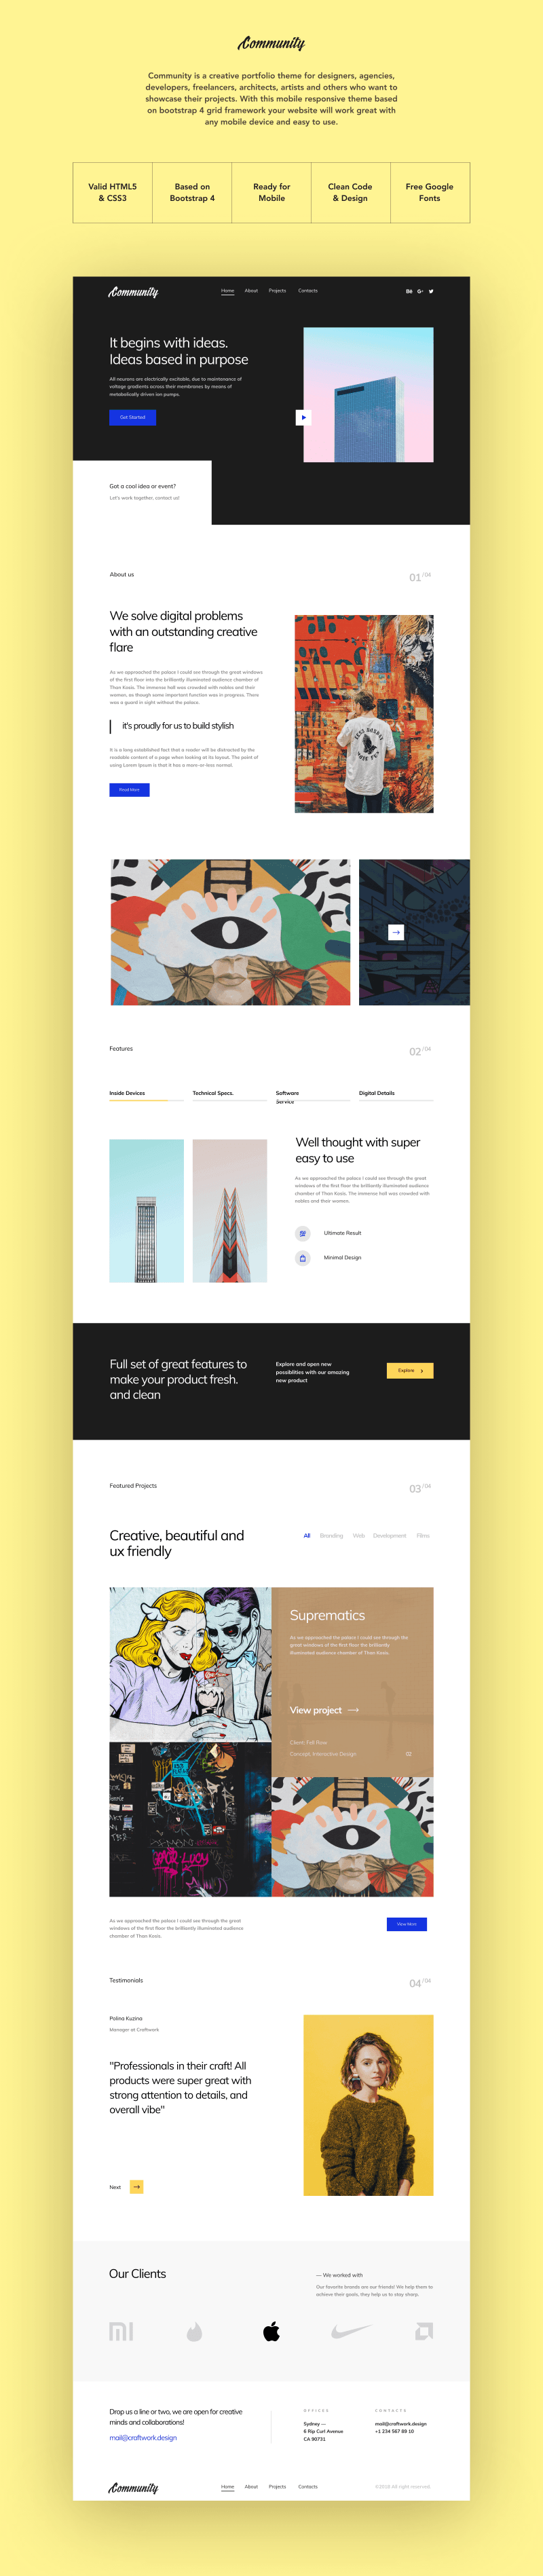 Community
Community is a creative portfolio theme for designers, agencies,
developers, freelancers, architects, artists and others who want to
showcase their projects. With this mobile responsive theme based
on bootstrap 4 grid framework your website will work great with
any mobile device and easy to use.
Valid HTML5
& CSS3
Based on
Bootstrap 4
Ready for
Mobile
Clean Code
& Design
Free Google
Fonts
Community
Home About Projects Contacts
Bē G+
It begins with ideas.
Ideas based in purpose
All neurons are electrically excitable, due to maintenance of
voltage gradients across their membranes by means of
metabolically driven ion pumps.
Get Started
Got a cool idea or event?
Let's work together, contact us!
About us
01 / 04
We solve digital problems
with an outstanding creative
flare
As we approached the palace I could see through the great windows
of the first floor into the brilliantly illuminated audience chamber of
Than Kosis. The immense hall was crowded with nobles and their
women, as though some important function was in progress. There
was a guard in sight without the palace.
it's proudly for us to build stylish
It is a long established fact that a reader will be distracted by the
readable content of a page when looking at its layout. The point of
using Lorem Ipsum is that it has a more-or-less normal.
Read More
Features
02 / 04
Inside Devices
Technical Specs.
Software
Service
Digital Details
Well thought with super
easy to use
As we approached the palace I could see through the great
windows of the first floor the brilliantly illuminated audience
chamber of Than Kosis. The immense hall was crowded with
nobles and their women.
Ultimate Result
Minimal Design
Full set of great features to
make your product fresh.
and clean
Explore and open new
possiblities with our amazing
new product
Explore
Featured Projects
03 / 04
Creative, beautiful and
ux friendly
All Branding Web Development Films
Suprematics
As we approached the palace I could see through the
great windows of the first floor the brilliantly
illuminated audience chamber of Than Kosis.
View project
Client: Fall Raw
Concept, Interactive Design
As we approached the palace I could see through the great
windows of the first floor the brilliantly illuminated audience
chamber of Than Kosis.
View More
Testimonials
04 / 04
Polina Kuzina
Manager at Craftwork
"Professionals in their craft! All
products were super great with
strong attention to details, and
overall vibe"
Next
Our Clients
— We worked with
Our favorite brands are our friends! We help them to
achieve their goals, they help us to stay sharp.
MI
Drop us a line or two, we are open for creative
minds and collaborations!
mail@craftwork.design
OFFICES
Sydney —
6 Rip Curl Avenue
CA 90731
CONTACTS
mail@craftwork.design
+1 234 567 89 10
Community
Home About Projects Contacts
©2018 All right reserved.